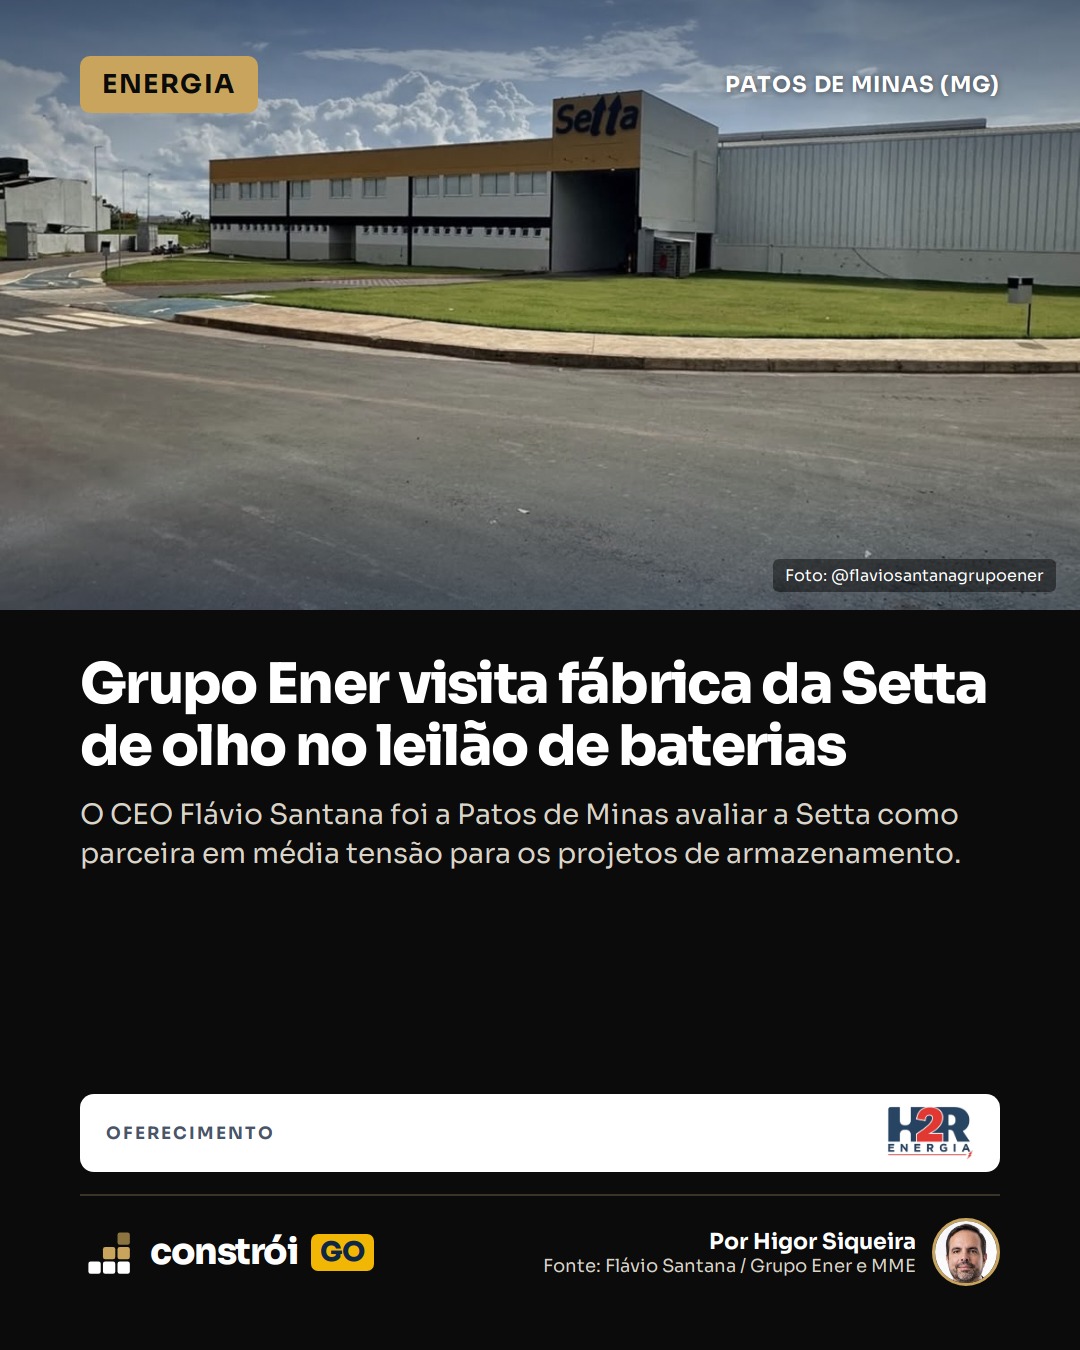 ENERGIA
PATOS DE MINAS (MG)
Setta
Foto: @flaviosantanagrupoener
Grupo Ener visita fábrica da Setta
de olho no leilão de baterias
O CEO Flávio Santana foi a Patos de Minas avaliar a Setta como
parceira em média tensão para os projetos de armazenamento.
OFERECIMENTO
H2R
ENERGIA
constrói GO
Por Higor Siqueira
Fonte: Flávio Santana / Grupo Ener e MME